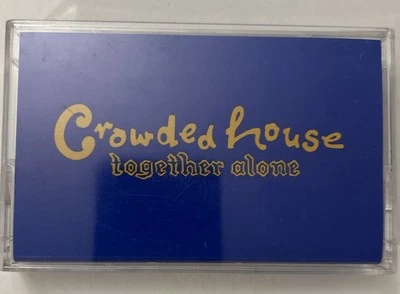 Crowded house
together alone